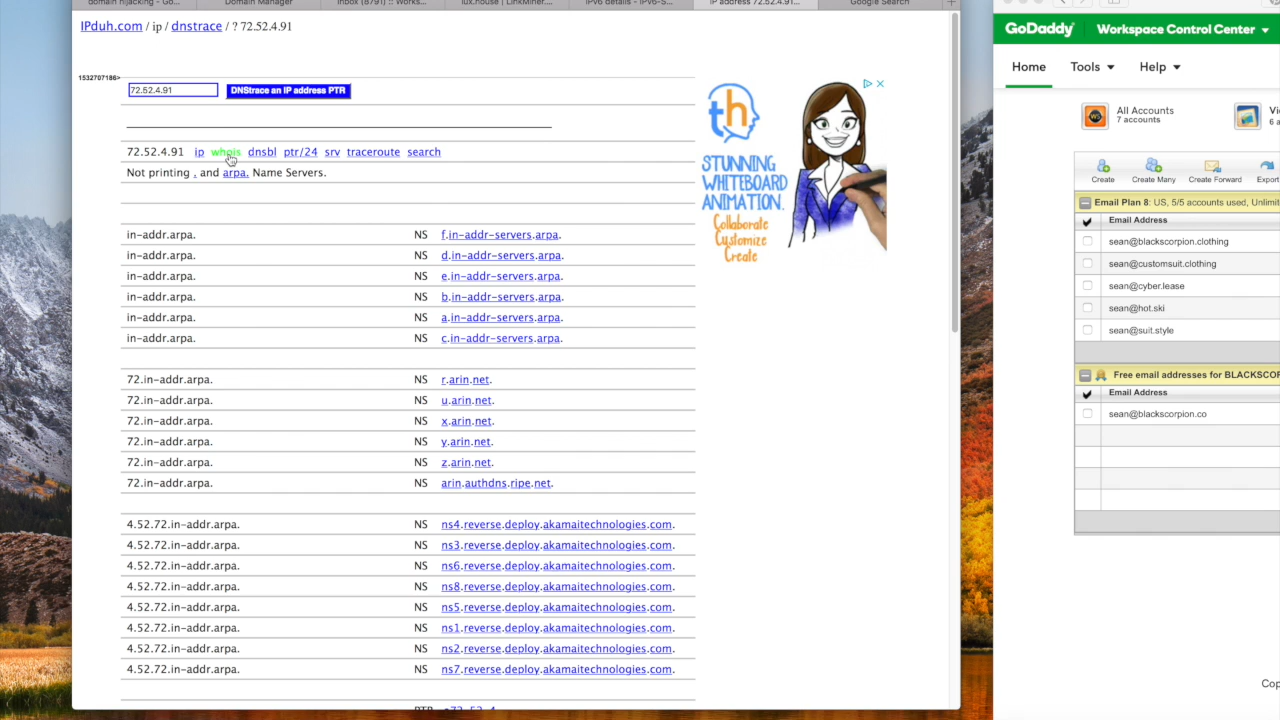 domain hijacking - Goo...
Domain Manager
Inbox (8791) :: Works...
lux.house | LinkMiner...
IPv6 details - IPv6-S...
IP address 72.52.4.91...
Google Search
+
IPduh.com / ip / dnstrace / ? 72.52.4.91
1532707186>
72.52.4.91 DNStrace an IP address PTR
72.52.4.91 ip whois dnsbl ptr/24 srv traceroute search
Not printing . and arpa. Name Servers.
in-addr.arpa. NS f.in-addr-servers.arpa.
in-addr.arpa. NS d.in-addr-servers.arpa.
in-addr.arpa. NS e.in-addr-servers.arpa.
in-addr.arpa. NS b.in-addr-servers.arpa.
in-addr.arpa. NS a.in-addr-servers.arpa.
in-addr.arpa. NS c.in-addr-servers.arpa.
72.in-addr.arpa. NS r.arin.net.
72.in-addr.arpa. NS u.arin.net.
72.in-addr.arpa. NS x.arin.net.
72.in-addr.arpa. NS y.arin.net.
72.in-addr.arpa. NS z.arin.net.
72.in-addr.arpa. NS arin.authdns.ripe.net.
4.52.72.in-addr.arpa. NS ns4.reverse.deploy.akamaitechnologies.com.
4.52.72.in-addr.arpa. NS ns3.reverse.deploy.akamaitechnologies.com.
4.52.72.in-addr.arpa. NS ns6.reverse.deploy.akamaitechnologies.com.
4.52.72.in-addr.arpa. NS ns8.reverse.deploy.akamaitechnologies.com.
4.52.72.in-addr.arpa. NS ns5.reverse.deploy.akamaitechnologies.com.
4.52.72.in-addr.arpa. NS ns1.reverse.deploy.akamaitechnologies.com.
4.52.72.in-addr.arpa. NS ns2.reverse.deploy.akamaitechnologies.com.
4.52.72.in-addr.arpa. NS ns7.reverse.deploy.akamaitechnologies.com.
PTR
th
STUNNING
WHITEBOARD
ANIMATION.
Collaborate
Customize
Create
GoDaddy Workspace Control Center
Home Tools Help
All Accounts
7 accounts
Create Create Many Create Forward Export
Email Plan 8: US, 5/5 accounts used, Unlimit
Email Address
sean@blackscorpion.clothing
sean@customsuit.clothing
sean@cyber.lease
sean@hot.ski
sean@suit.style
Free email addresses for BLACKSCOR
Email Address
sean@blackscorpion.co
Cop